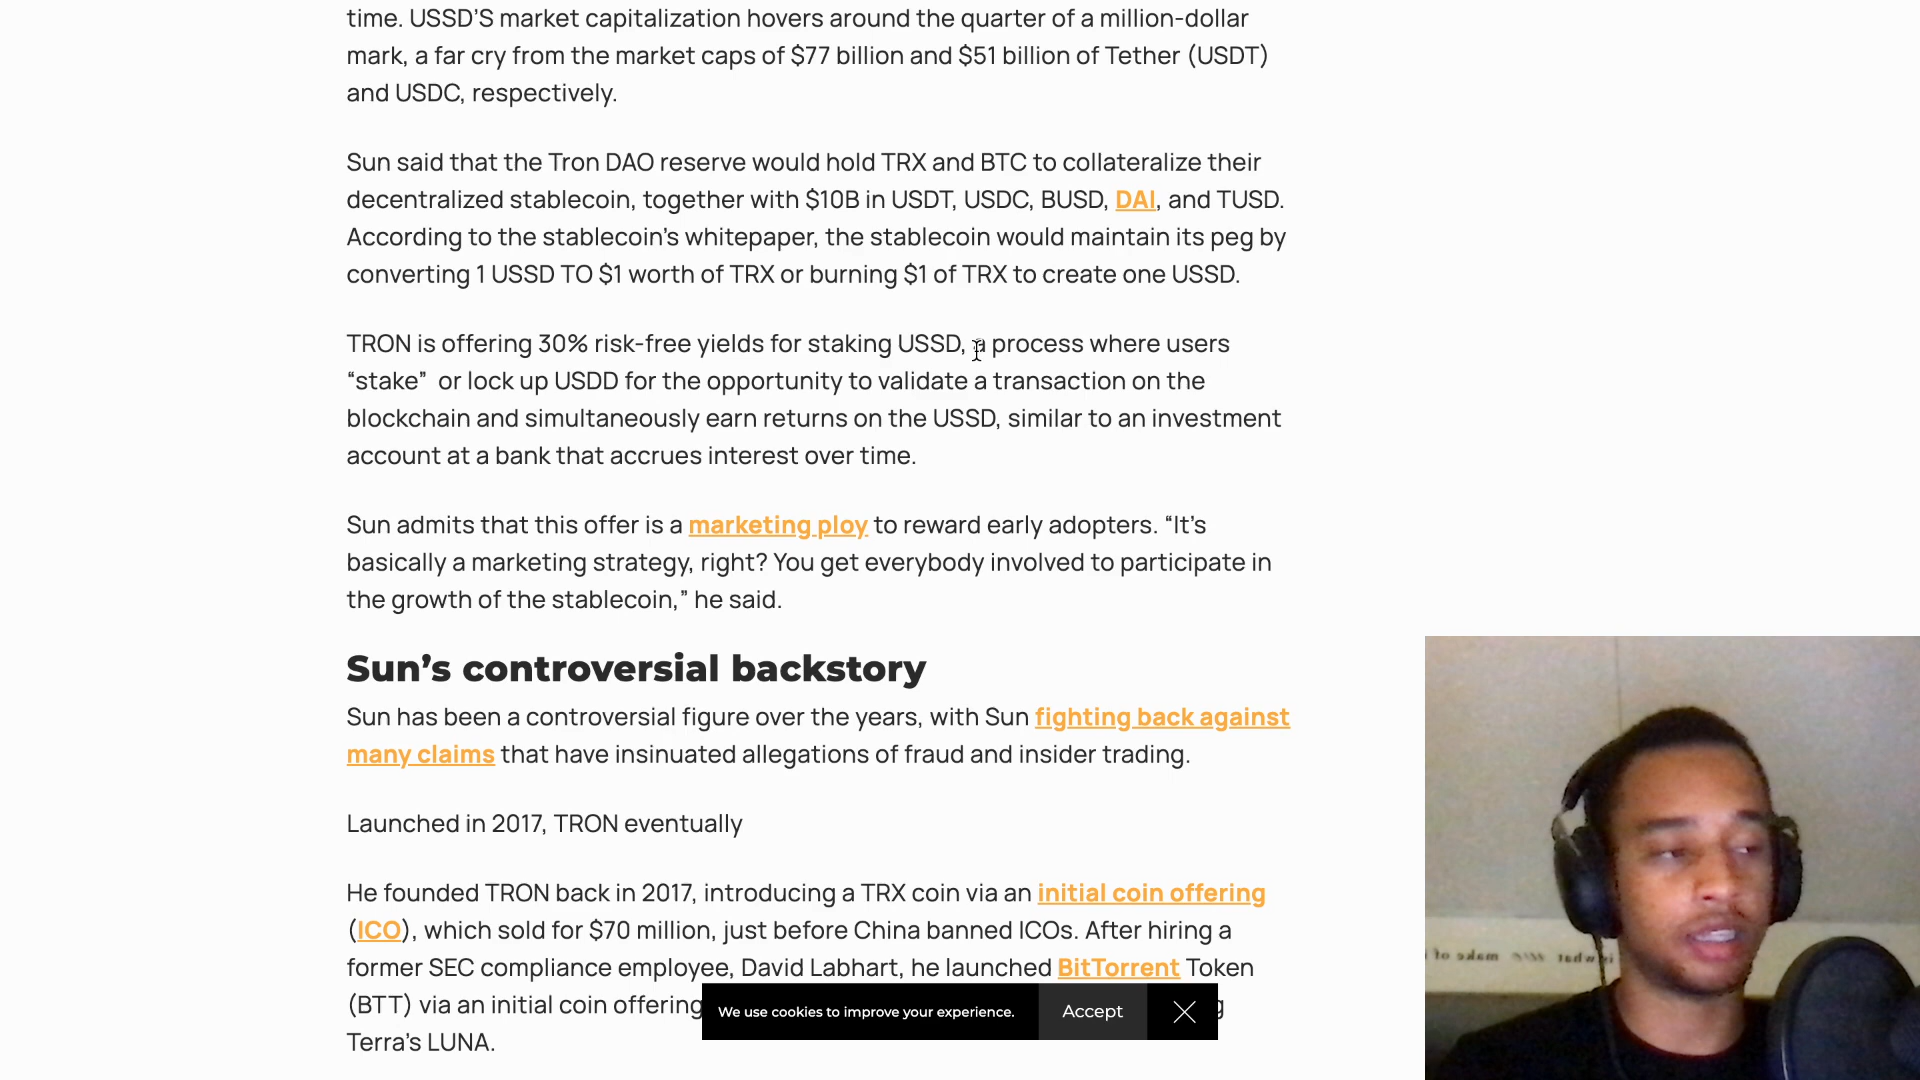 time. USSD'S market capitalization hovers around the quarter of a million-dollar
mark, a far cry from the market caps of $77 billion and $51 billion of Tether (USDT)
and USDC, respectively.
Sun said that the Tron DAO reserve would hold TRX and BTC to collateralize their
decentralized stablecoin, together with $10B in USDT, USDC, BUSD, DAI, and TUSD.
According to the stablecoin's whitepaper, the stablecoin would maintain its peg by
converting 1 USSD TO $1 worth of TRX or burning $1 of TRX to create one USSD.
TRON is offering 30% risk-free yields for staking USSD, a process where users
“stake”  or lock up USDD for the opportunity to validate a transaction on the
blockchain and simultaneously earn returns on the USSD, similar to an investment
account at a bank that accrues interest over time.
Sun admits that this offer is a marketing ploy to reward early adopters. “It's
basically a marketing strategy, right? You get everybody involved to participate in
the growth of the stablecoin,” he said.
Sun's controversial backstory
Sun has been a controversial figure over the years, with Sun fighting back against
many claims that have insinuated allegations of fraud and insider trading.
Launched in 2017, TRON eventually
He founded TRON back in 2017, introducing a TRX coin via an initial coin offering
(ICO), which sold for $70 million, just before China banned ICOs. After hiring a
former SEC compliance employee, David Labhart, he launched BitTorrent Token
(BTT) via an initial coin offering
Terra's LUNA.
We use cookies to improve your experience.
Accept
what
make of